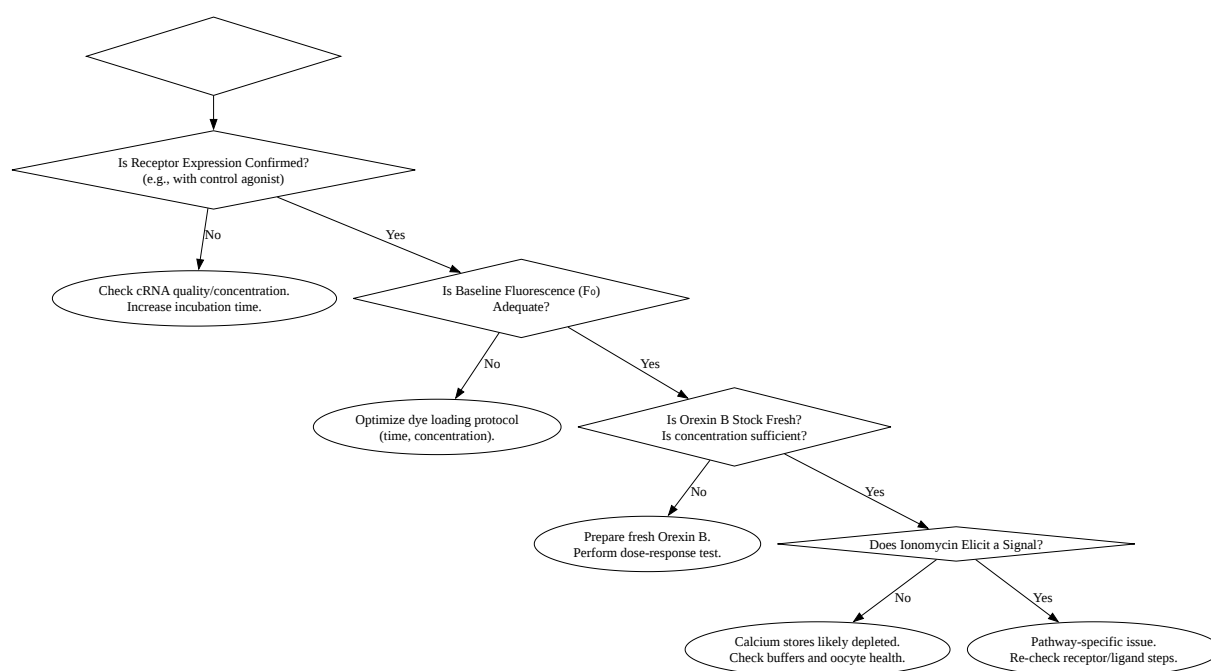 Is Receptor Expression Confirmed?
(e.g., with control agonist)
No
Yes
Check cRNA quality/concentration.
Increase incubation time.
Is Baseline Fluorescence (F₀)
Adequate?
No
Yes
Optimize dye loading protocol
(time, concentration).
Is Orexin B Stock Fresh?
Is concentration sufficient?
No
Yes
Prepare fresh Orexin B.
Perform dose-response test.
Does Ionomycin Elicit a Signal?
No
Yes
Calcium stores likely depleted.
Check buffers and oocyte health.
Pathway-specific issue.
Re-check receptor/ligand steps.